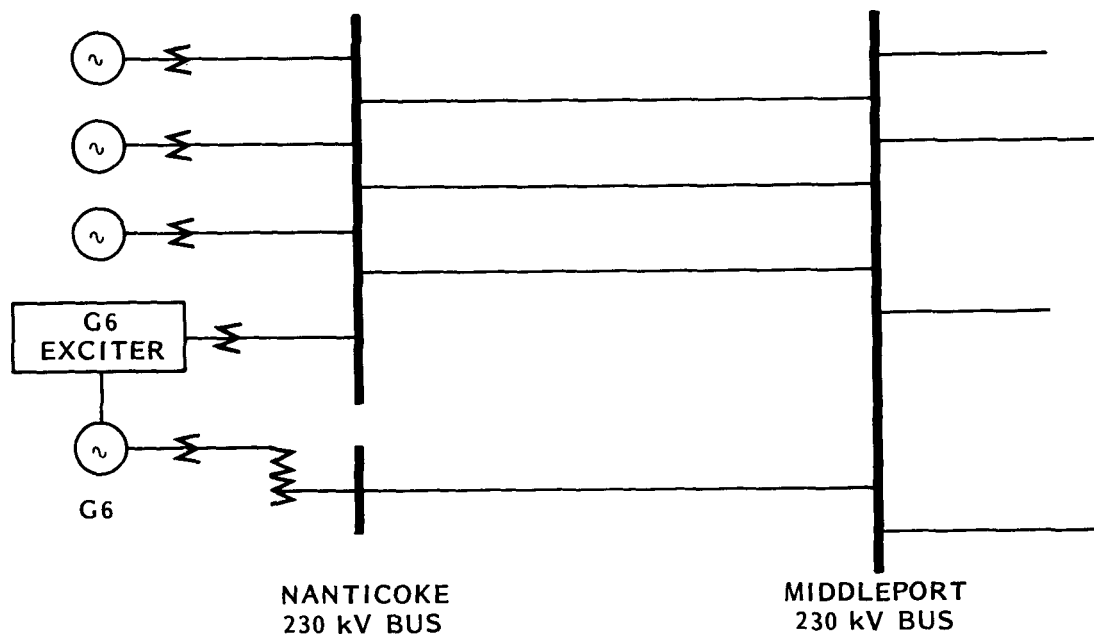 G6
EXCITER
G6
NANTICOKE
230 kV BUS
MIDDLEPORT
230 kV BUS